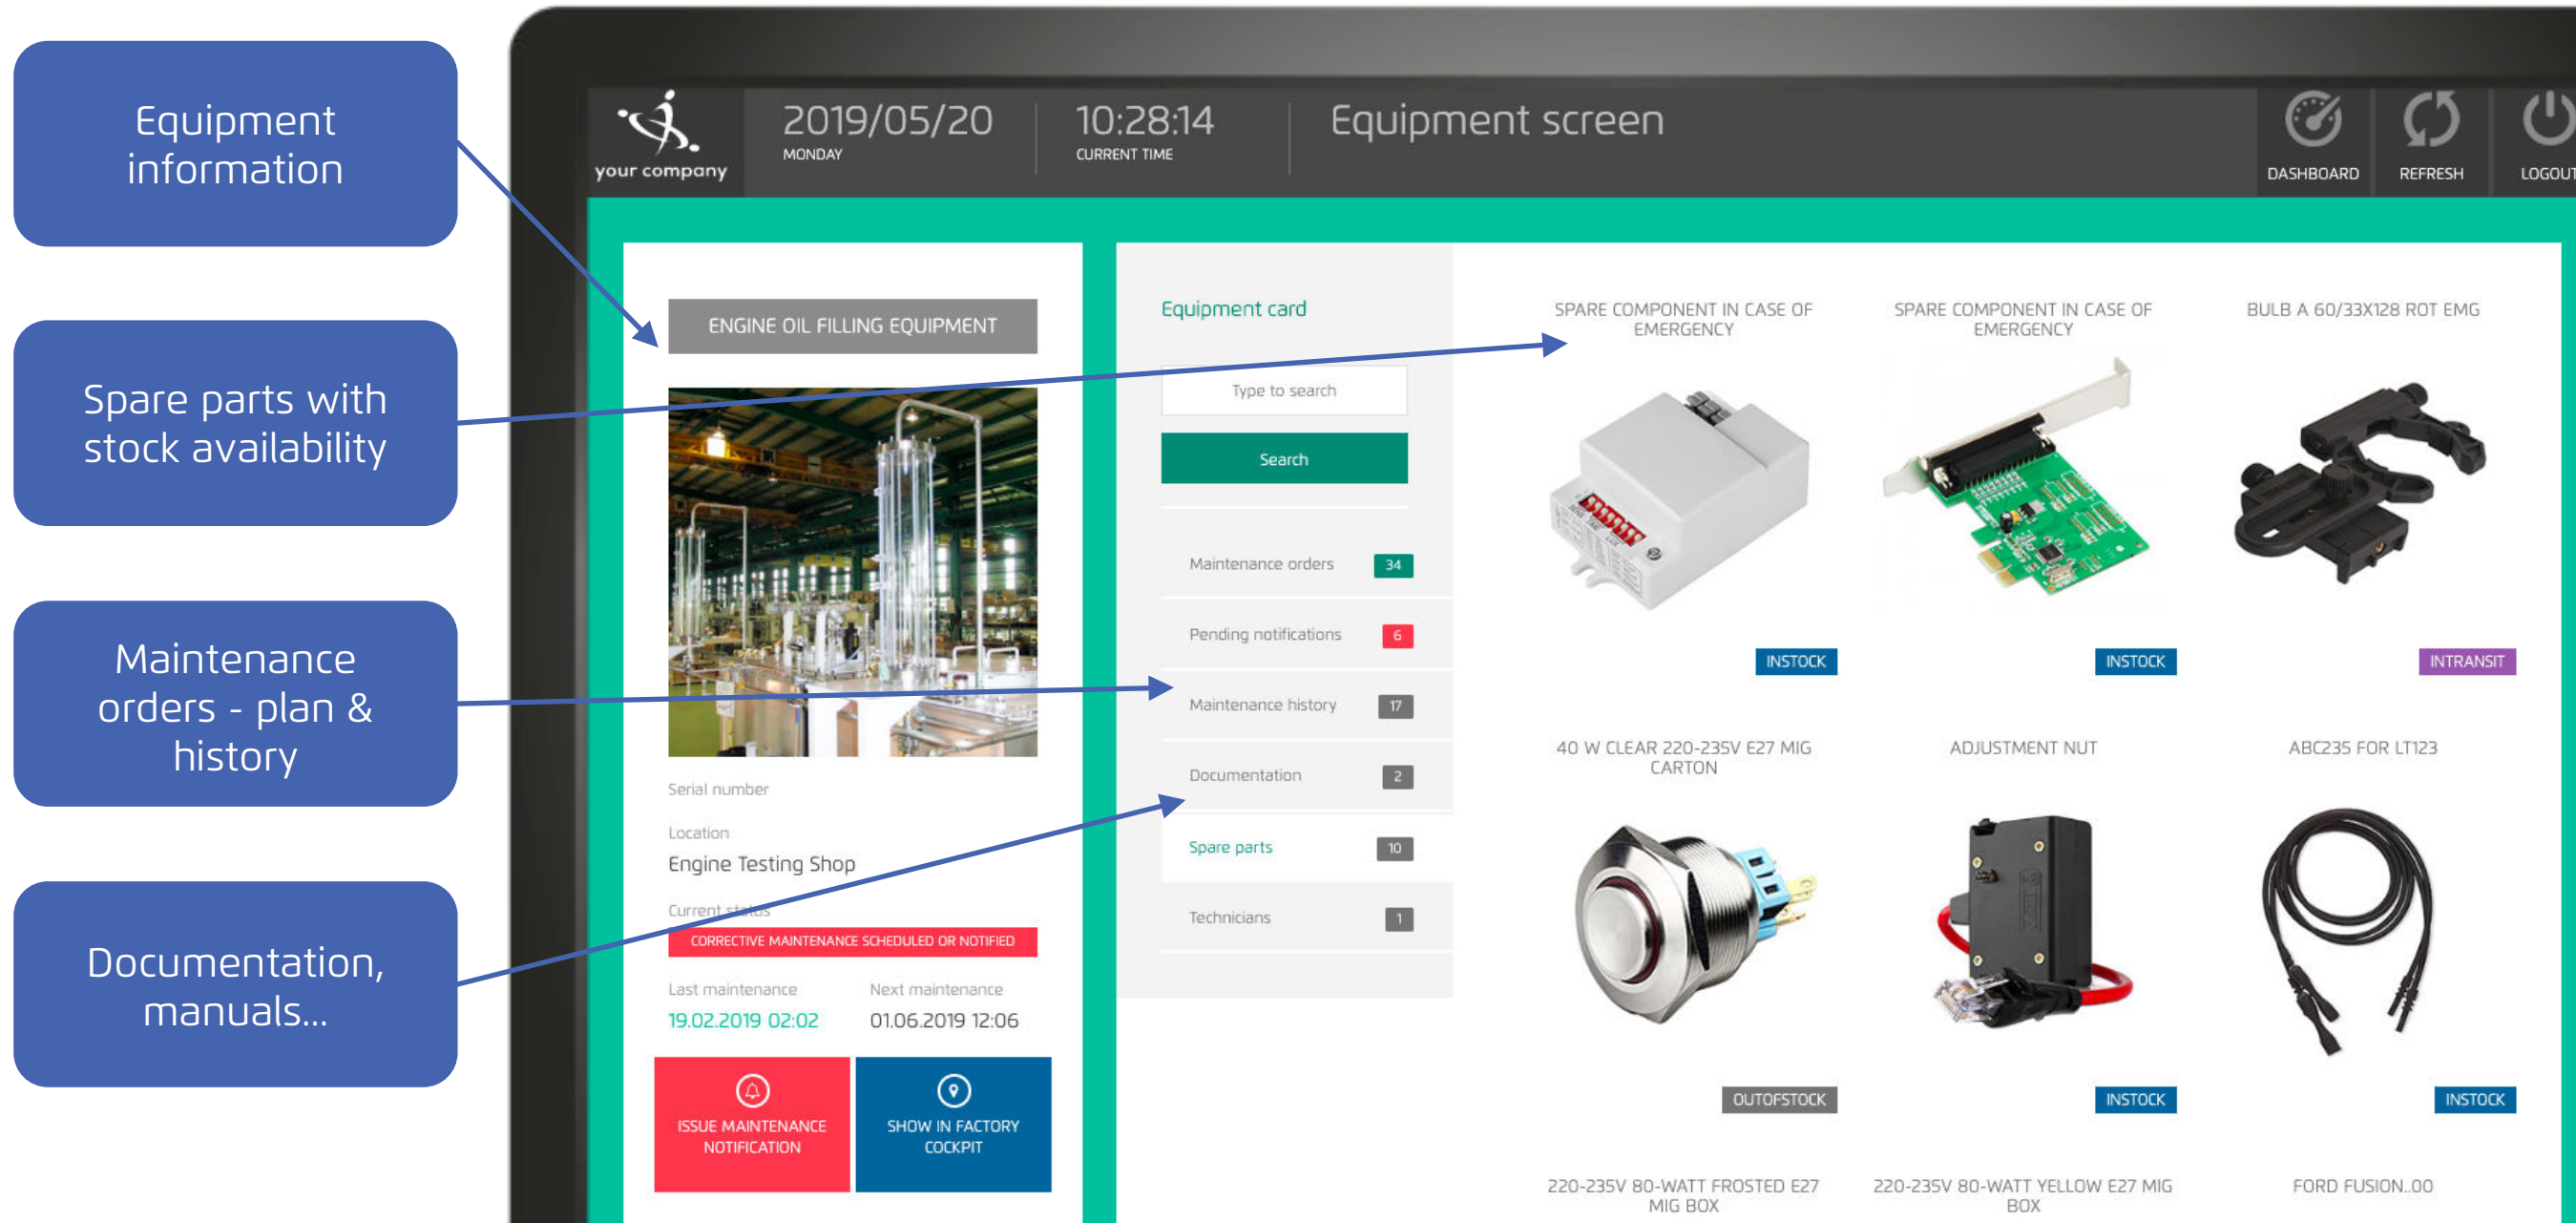 Equipment
information
Spare parts with
stock availability
Maintenance
orders - plan &
history
Documentation,
manuals...
your company
2019/05/20
MONDAY
10:28:14
CURRENT TIME
Equipment screen
DASHBOARD
REFRESH
LOGOUT
ENGINE OIL FILLING EQUIPMENT
Serial number
Location
Engine Testing Shop
Current status
CORRECTIVE MAINTENANCE SCHEDULED OR NOTIFIED
Last maintenance
19.02.2019 02:02
Next maintenance
01.06.2019 12:06
ISSUE MAINTENANCE
NOTIFICATION
SHOW IN FACTORY
COCKPIT
Equipment card
Type to search
Search
Maintenance orders 34
Pending notifications 6
Maintenance history 17
Documentation 2
Spare parts 10
Technicians 1
SPARE COMPONENT IN CASE OF
EMERGENCY
INSTOCK
SPARE COMPONENT IN CASE OF
EMERGENCY
INSTOCK
BULB A 60/33X128 ROT EMG
INTRANSIT
40 W CLEAR 220-235V E27 MIG
CARTON
OUTOFSTOCK
ADJUSTMENT NUT
INSTOCK
ABC235 FOR LT123
INSTOCK
220-235V 80-WATT FROSTED E27
MIG BOX
220-235V 80-WATT YELLOW E27 MIG
BOX
FORD FUSION..00